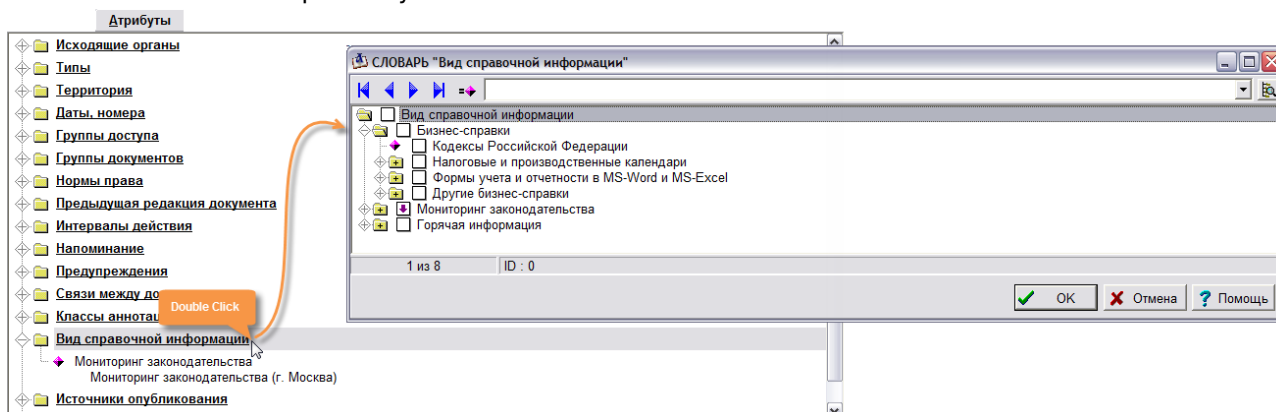 Атрибуты
Исходящие органы
Типы
Территория
Даты, номера
Группы доступа
Группы документов
Нормы права
Предыдущая редакция документа
Интервалы действия
Напоминание
Предупреждения
Связи между до
Классы аннотац
Double Click
Вид справочной информации
Мониторинг законодательства
Мониторинг законодательства (г. Москва)
Источники опубликования
СЛОВАРЬ "Вид справочной информации"
Вид справочной информации
Бизнес-справки
Кодексы Российской Федерации
Налоговые и производственные календари
Формы учета и отчетности в MS-Word и MS-Excel
Другие бизнес-справки
Мониторинг законодательства
Горячая информация
1 из 8 ID : 0
OK Отмена ? Помощь